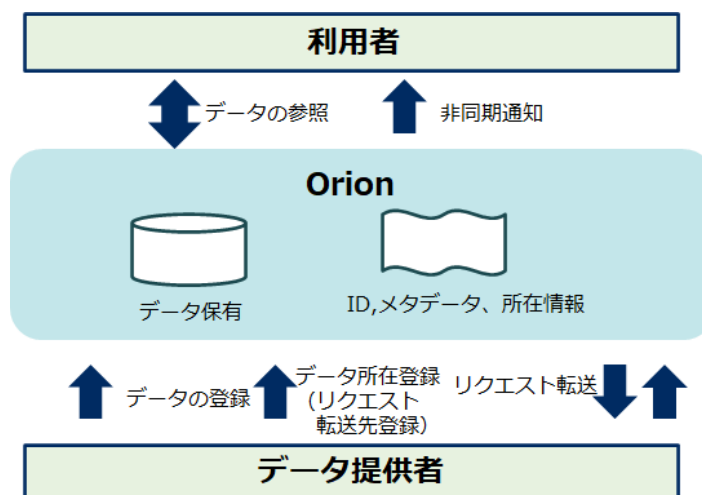 利用者
データの参照
非同期通知
Orion
データ保有
ID,メタデータ、所在情報
データの登録
データ所在登録
(リクエスト
転送先登録)
リクエスト転送
データ提供者